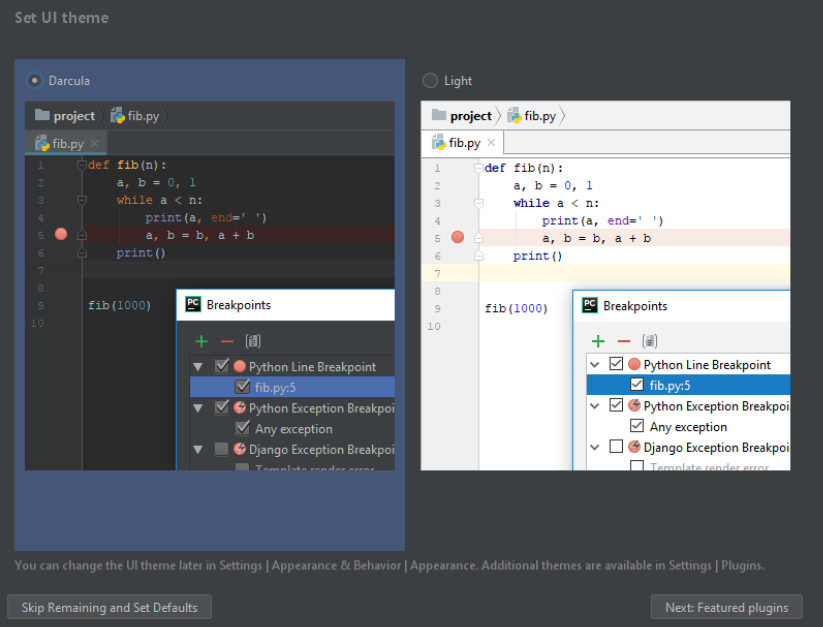 Set UI theme
Darcula
project
fib.py
fib.py
1 def fib(n):
2 a, b = 0, 1
3 while a < n:
4 print(a, end=' ')
5 a, b = b, a + b
6 print()
7
8
9 fib(1000)
10
PC Breakpoints
Python Line Breakpoint
fib.py:5
Python Exception Breakpoi
Any exception
Django Exception Breakpoi
Template render error
Light
project
fib.py
fib.py
1 def fib(n):
2 a, b = 0, 1
3 while a < n:
4 print(a, end=' ')
5 a, b = b, a + b
6 print()
7
8
9 fib(1000)
10
PC Breakpoints
Python Line Breakpoint
fib.py:5
Python Exception Breakpoi
Any exception
Django Exception Breakpoi
Template render error
You can change the UI theme later in Settings | Appearance & Behavior | Appearance. Additional themes are available in Settings | Plugins.
Skip Remaining and Set Defaults
Next: Featured plugins